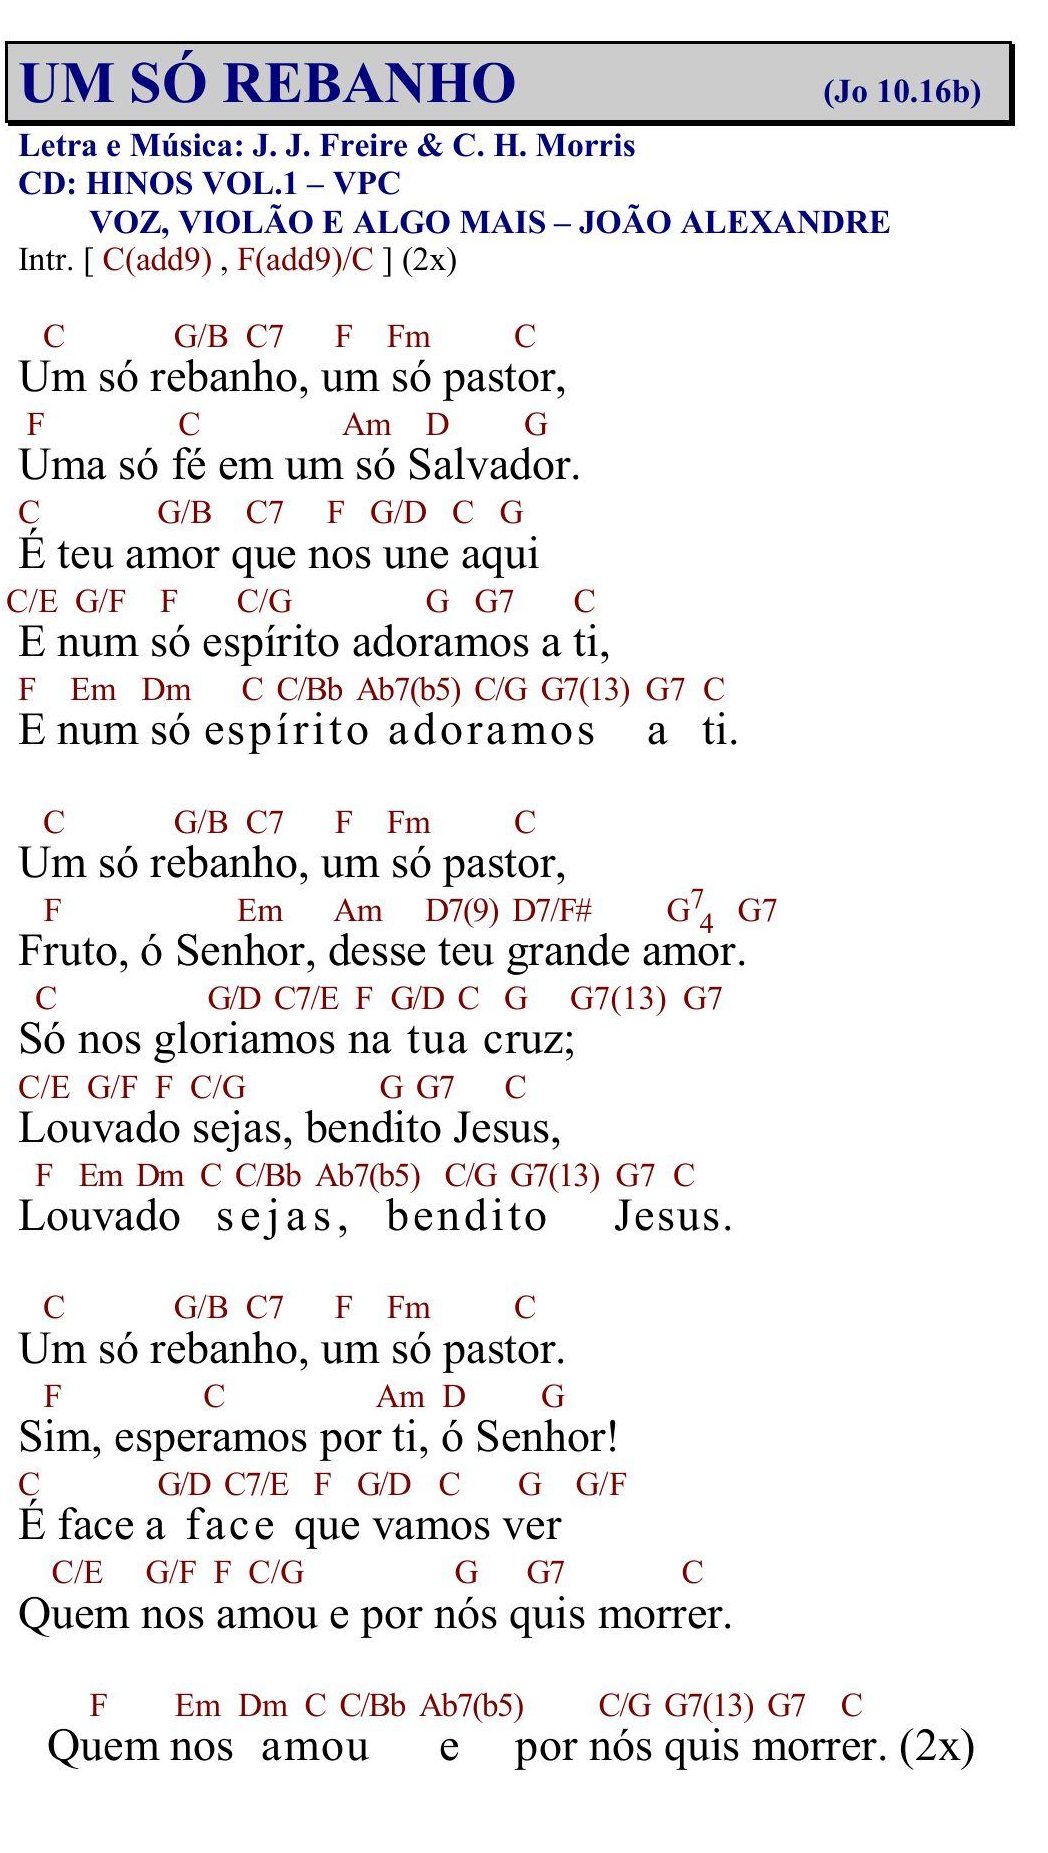 UM SÓ REBANHO (Jo 10.16b)
Letra e Música: J. J. Freire & C. H. Morris
CD: HINOS VOL.1 – VPC
VOZ, VIOLÃO E ALGO MAIS – JOÃO ALEXANDRE
Intr. [ C(add9) , F(add9)/C ] (2x)
C G/B C7 F Fm C
Um só rebanho, um só pastor,
F C Am D G
Uma só fé em um só Salvador.
C G/B C7 F G/D C G
É teu amor que nos une aqui
C/E G/F F C/G G G7 C
E num só espírito adoramos a ti,
F Em Dm C C/Bb Ab7(b5) C/G G7(13) G7 C
E num só espírito adoramos a ti.
C G/B C7 F Fm C
Um só rebanho, um só pastor,
F Em Am D7(9) D7/F# G74 G7
Fruto, ó Senhor, desse teu grande amor.
C G/D C7/E F G/D C G G7(13) G7
Só nos gloriamos na tua cruz;
C/E G/F F C/G G G7 C
Louvado sejas, bendito Jesus,
F Em Dm C C/Bb Ab7(b5) C/G G7(13) G7 C
Louvado sejas, bendito Jesus.
C G/B C7 F Fm C
Um só rebanho, um só pastor.
F C Am D G
Sim, esperamos por ti, ó Senhor!
C G/D C7/E F G/D C G G/F
É face a face que vamos ver
C/E G/F F C/G G G7 C
Quem nos amou e por nós quis morrer.
F Em Dm C C/Bb Ab7(b5) C/G G7(13) G7 C
Quem nos amou e por nós quis morrer. (2x)